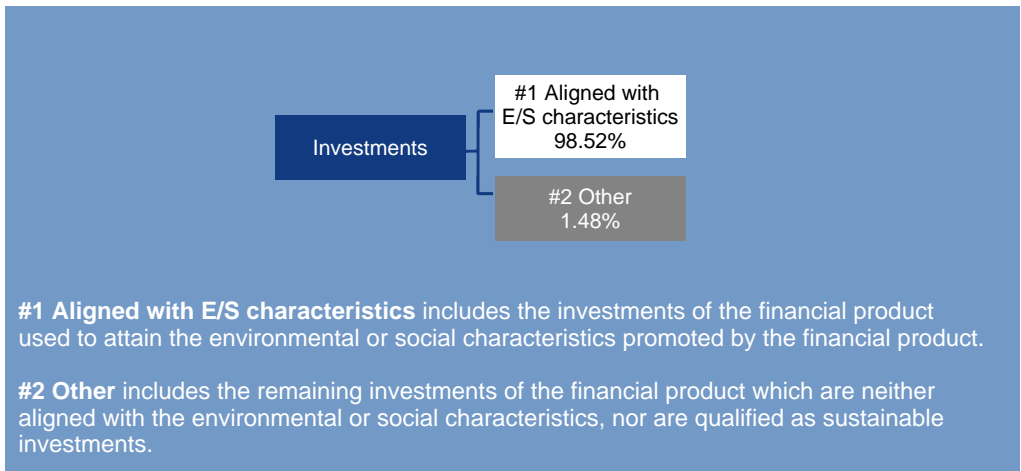 #1 Aligned with
E/S characteristics
98.52%
Investments
#2 Other
1.48%
#1 Aligned with E/S characteristics includes the investments of the financial product
used to attain the environmental or social characteristics promoted by the financial product.
#2 Other includes the remaining investments of the financial product which are neither
aligned with the environmental or social characteristics, nor are qualified as sustainable
investments.